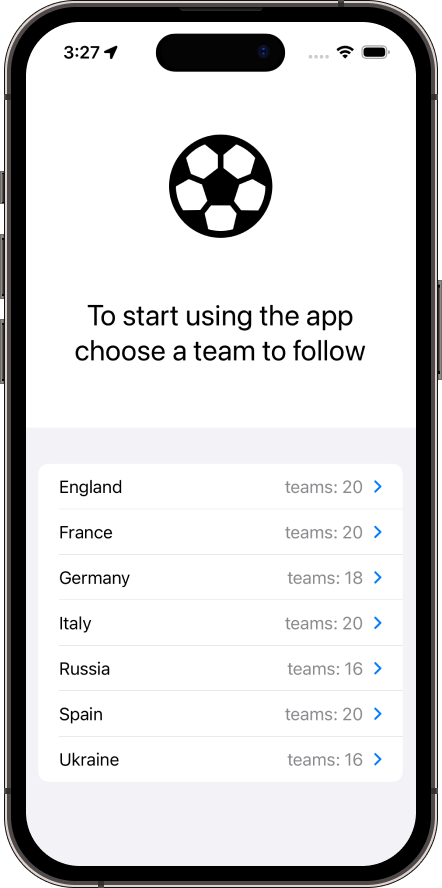 3:27
To start using the app
choose a team to follow
England teams: 20
France teams: 20
Germany teams: 18
Italy teams: 20
Russia teams: 16
Spain teams: 20
Ukraine teams: 16